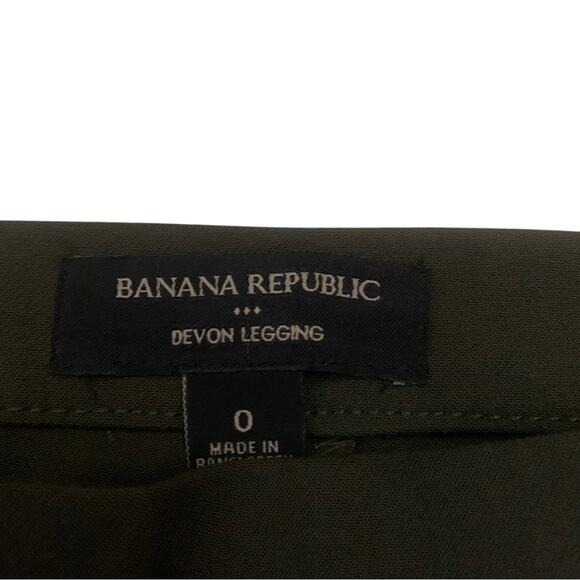 BANANA REPUBLIC
DEVON LEGGING
0
MADE IN